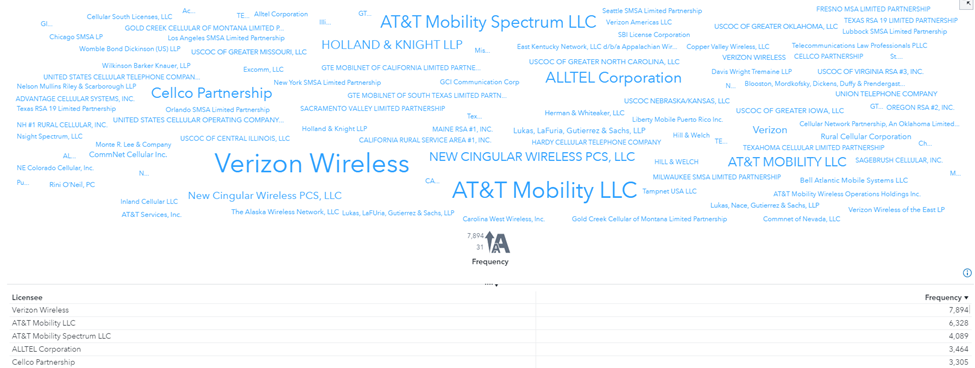 Seattle SMSA Limited Partnership
FRESNO MSA LIMITED PARTNERSHIP
Ac...
Cellular South Licenses, LLC
TE...
Alltel Corporation
GT...
AT&T Mobility Spectrum LLC
Verizon Americas LLC
TEXAS RSA 19 LIMITED PARTNERSHIP
GI...
Illi...
GOLD CREEK CELLULAR OF MONTANA LIMITED P...
USCOC OF GREATER OKLAHOMA, LLC
Lubbock SMSA Limited Partnership
Chicago SMSA LP
Los Angeles SMSA Limited Partnership
SBI License Corporation
HOLLAND & KNIGHT LLP
Womble Bond Dickinson (US) LLP
USCOC OF GREATER MISSOURI, LLC
Mis...
East Kentucky Network, LLC d/b/a Appalachian Wir...
Copper Valley Wireless, LLC
Telecommunications Law Professionals PLLC
VERIZON WIRELESS
CELLCO PARTNERSHIP
St...
Wilkinson Barker Knauer, LLP
Excomm, LLC
GTE MOBILNET OF CALIFORNIA LIMITED PARTNE...
USCOC OF GREATER NORTH CAROLINA, LLC
UNITED STATES CELLULAR TELEPHONE COMPAN...
ALLTEL Corporation
Davis Wright Tremaine LLP
USCOC OF VIRGINIA RSA #3, INC.
Nelson Mullins Riley & Scarborough LLP
New York SMSA Limited Partnership
GCI Communication Corp
N...
Blooston, Mordkofsky, Dickens, Duffy & Prendergast...
Cellco Partnership
GTE MOBILNET OF SOUTH TEXAS LIMITED PARTN...
UNION TELEPHONE COMPANY
ADVANTAGE CELLULAR SYSTEMS, INC.
USCOC NEBRASKA/KANSAS, LLC
Texas RSA 19 Limited Partnership
Orlando SMSA Limited Partnership
SACRAMENTO VALLEY LIMITED PARTNERSHIP
Herman & Whiteaker, LLC
USCOC OF GREATER IOWA, LLC
GT...
OREGON RSA #2, INC.
UNITED STATES CELLULAR OPERATING COMPANY...
Tex...
Liberty Mobile Puerto Rico Inc.
NH #1 RURAL CELLULAR, INC.
Holland & Knight LLP
MAINE RSA #1, INC.
Lukas, LaFuria, Gutierrez & Sachs, LLP
Verizon
Cellular Network Partnership, An Oklahoma Limited...
Nsight Spectrum, LLC
USCOC OF CENTRAL ILLINOIS, LLC
CALIFORNIA RURAL SERVICE AREA #1, INC.
HARDY CELLULAR TELEPHONE COMPANY
Hill & Welch
TE...
Rural Cellular Corporation
Monte R. Lee & Company
TEXAHOMA CELLULAR LIMITED PARTNERSHIP
Ch...
AL...
CommNet Cellular Inc.
Verizon Wireless
NEW CINGULAR WIRELESS PCS, LLC
HILL & WELCH
AT&T MOBILITY LLC
SAGEBRUSH CELLULAR, INC.
NE Colorado Cellular, Inc.
N...
MILWAUKEE SMSA LIMITED PARTNERSHIP
M...
Pu...
Rini O'Neil, PC
CA...
AT&T Mobility LLC
Bell Atlantic Mobile Systems LLC
New Cingular Wireless PCS, LLC
Tampnet USA LLC
AT&T Mobility Wireless Operations Holdings Inc.
Inland Cellular LLC
Lukas, Nace, Gutierrez & Sachs, LLP
AT&T Services, Inc.
The Alaska Wireless Network, LLC
Lukas, LaFUria, Gutierrez & Sachs, LLP
Verizon Wireless of the East LP
Carolina West Wireless, Inc.
Gold Creek Cellular of Montana Limited Partnership
Commnet of Nevada, LLC
7,894
31
Frequency
Licensee Frequency
Verizon Wireless 7,894
AT&T Mobility LLC 6,328
AT&T Mobility Spectrum LLC 4,089
ALLTEL Corporation 3,464
Cellco Partnership 3,305